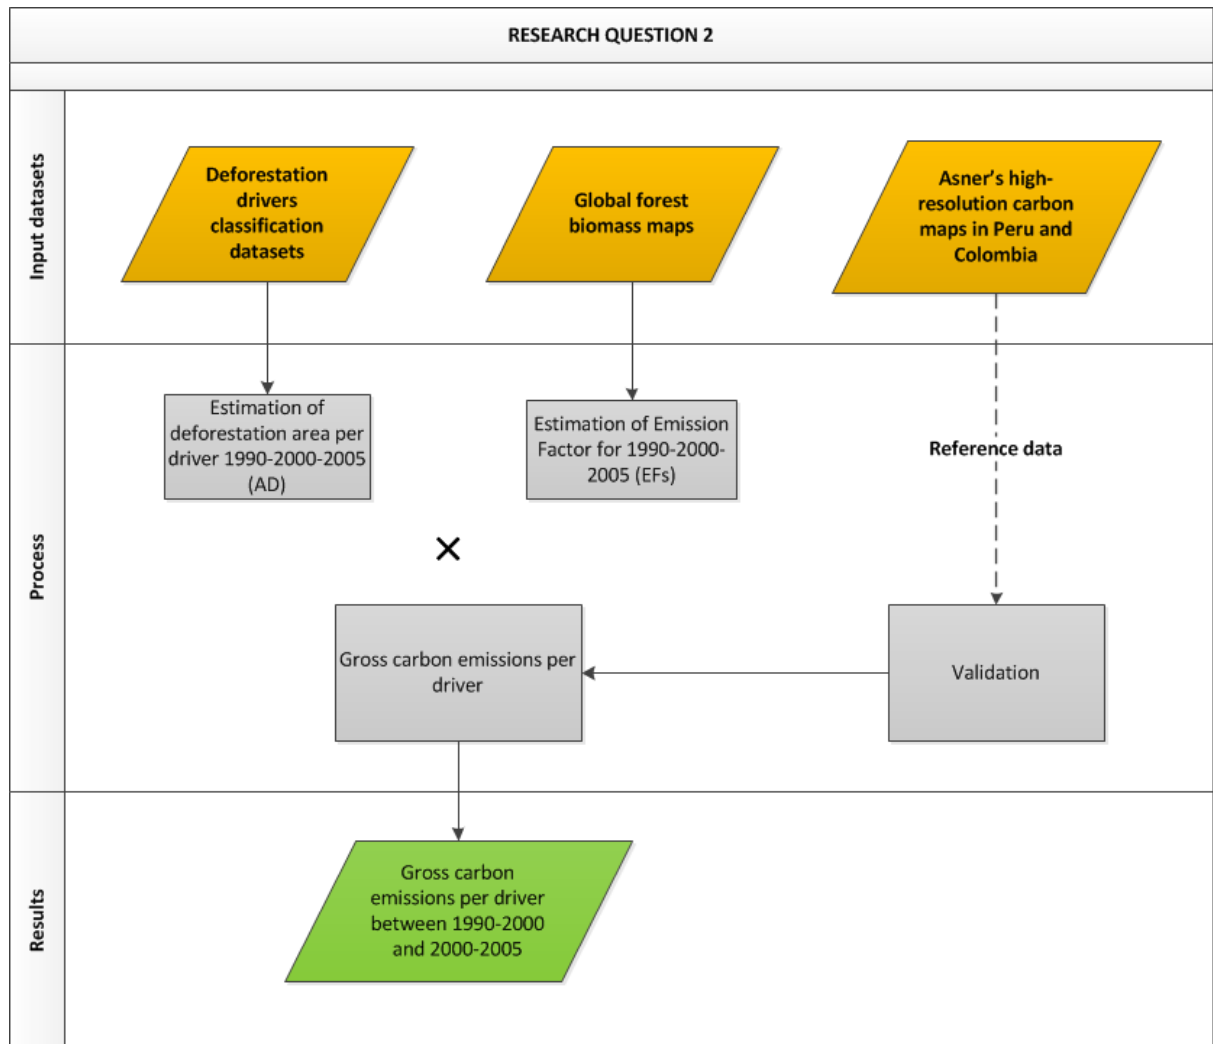 RESEARCH QUESTION 2
Input datasets
Deforestation
drivers
classification
datasets
Global forest
biomass maps
Asner's high-
resolution carbon
maps in Peru and
Colombia
Process
Estimation of
deforestation area per
driver 1990-2000-2005
(AD)
Estimation of Emission
Factor for 1990-2000-
2005 (EFs)
Reference data
×
Gross carbon emissions per
driver
Validation
Results
Gross carbon
emissions per driver
between 1990-2000
and 2000-2005